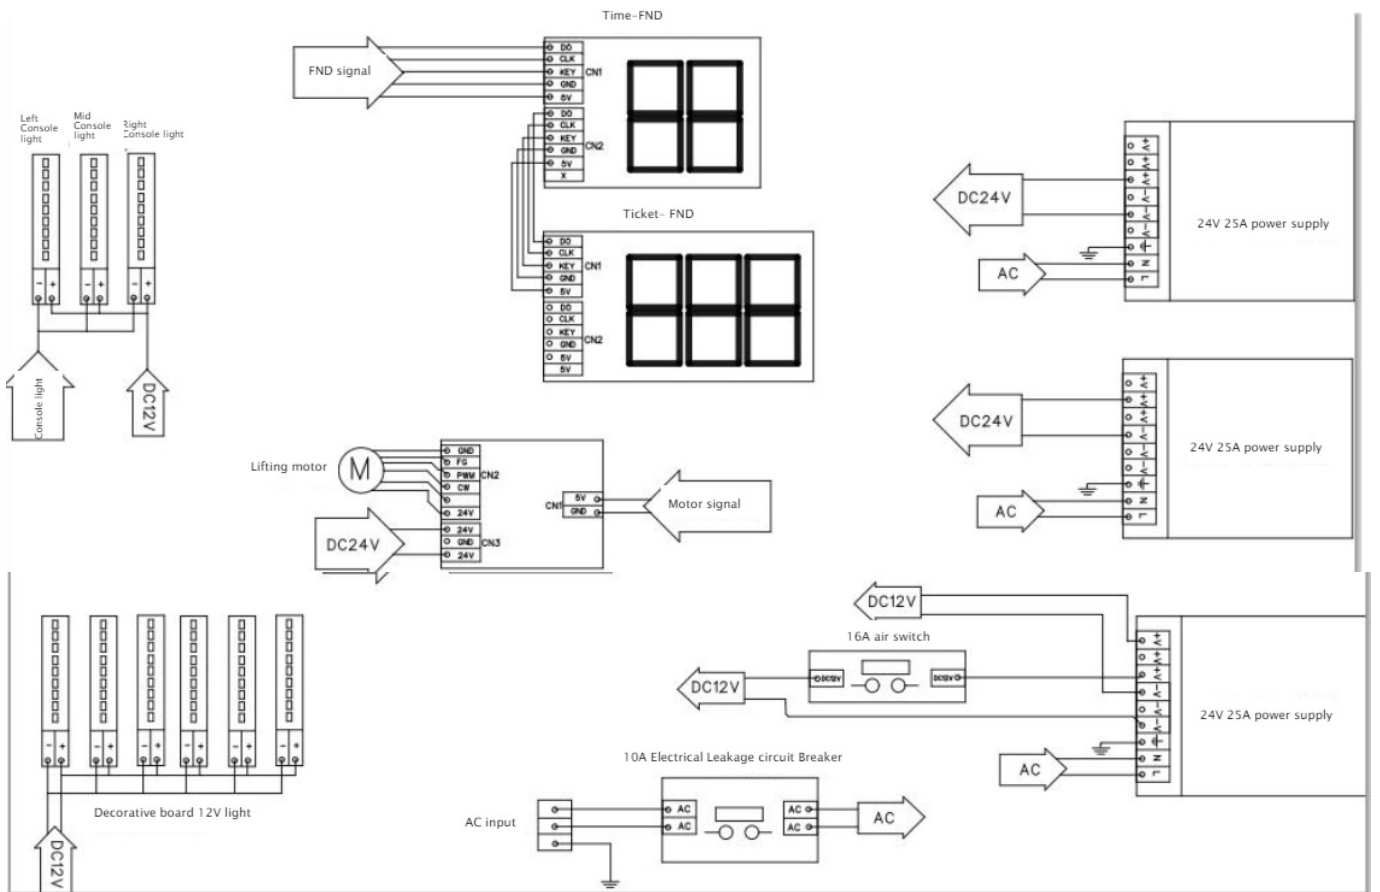 Time-FND
FND signal
DO
CLK
KEY
GND
5V
CN1
DO
CLK
KEY
GND
5V
X
CN2
Left
Console
light
Mid
Console
light
Right
Console light
- +
- +
- +
Console light
DC12V
Ticket- FND
DO
CLK
KEY
GND
5V
CN1
DO
CLK
KEY
GND
5V
5V
CN2
DC24V
AC
+V
+V
+V
-V
-V
-V
N
L
24V 25A power supply
DC24V
AC
+V
+V
+V
-V
-V
-V
N
L
24V 25A power supply
Lifting motor
M
GND
FG
PWM
CW
24V
CN2
24V
GND
24V
CN3
DC24V
5V
GND
CN1
Motor signal
- +
- +
- +
- +
- +
- +
Decorative board 12V light
DC12V
DC12V
16A air switch
DC12V
DC12V
DC12V
AC
+V
+V
+V
-V
-V
-V
N
L
24V 25A power supply
10A Electrical Leakage circuit Breaker
AC input
AC
AC
AC
AC
AC